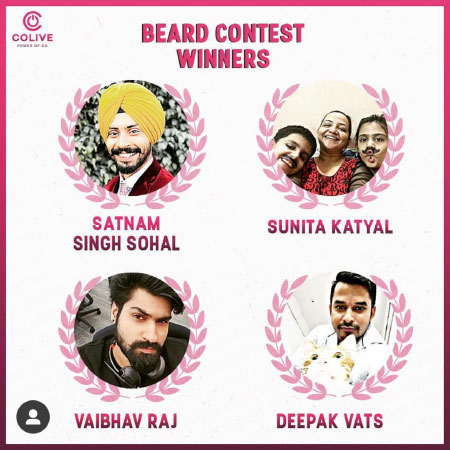 COLIVE
POWER OF CO
BEARD CONTEST
WINNERS
SATNAM
SINGH SOHAL
SUNITA KATYAL
VAIBHAV RAJ
DEEPAK VATS